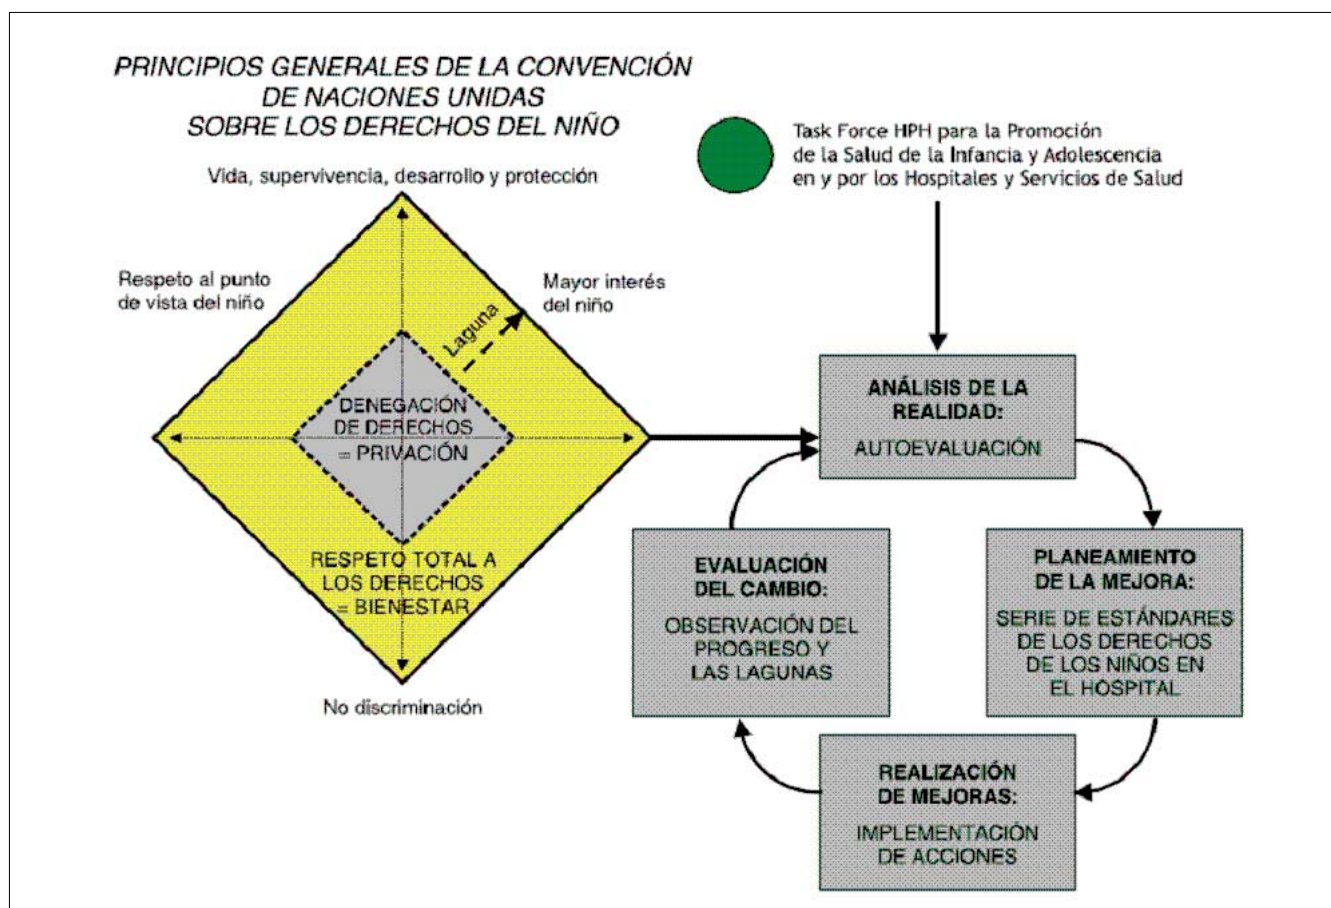 PRINCIPIOS GENERALES DE LA CONVENCIÓN
DE NACIONES UNIDAS
SOBRE LOS DERECHOS DEL NIÑO
Vida, supervivencia, desarrollo y protección
Respeto al punto
de vista del niño
Mayor interés
del niño
Laguna
DENEGACIÓN
DE DERECHOS
= PRIVACIÓN
RESPETO TOTAL A
LOS DERECHOS
= BIENESTAR
No discriminación
Task Force HPH para la Promoción
de la Salud de la Infancia y Adolescencia
en y por los Hospitales y Servicios de Salud
ANÁLISIS DE LA
REALIDAD:
AUTOEVALUACIÓN
PLANEAMIENTO
DE LA MEJORA:
SERIE DE ESTÁNDARES
DE LOS DERECHOS
DE LOS NIÑOS EN
EL HOSPITAL
REALIZACIÓN
DE MEJORAS:
IMPLEMENTACIÓN
DE ACCIONES
EVALUACIÓN
DEL CAMBIO:
OBSERVACIÓN DEL
PROGRESO Y
LAS LAGUNAS